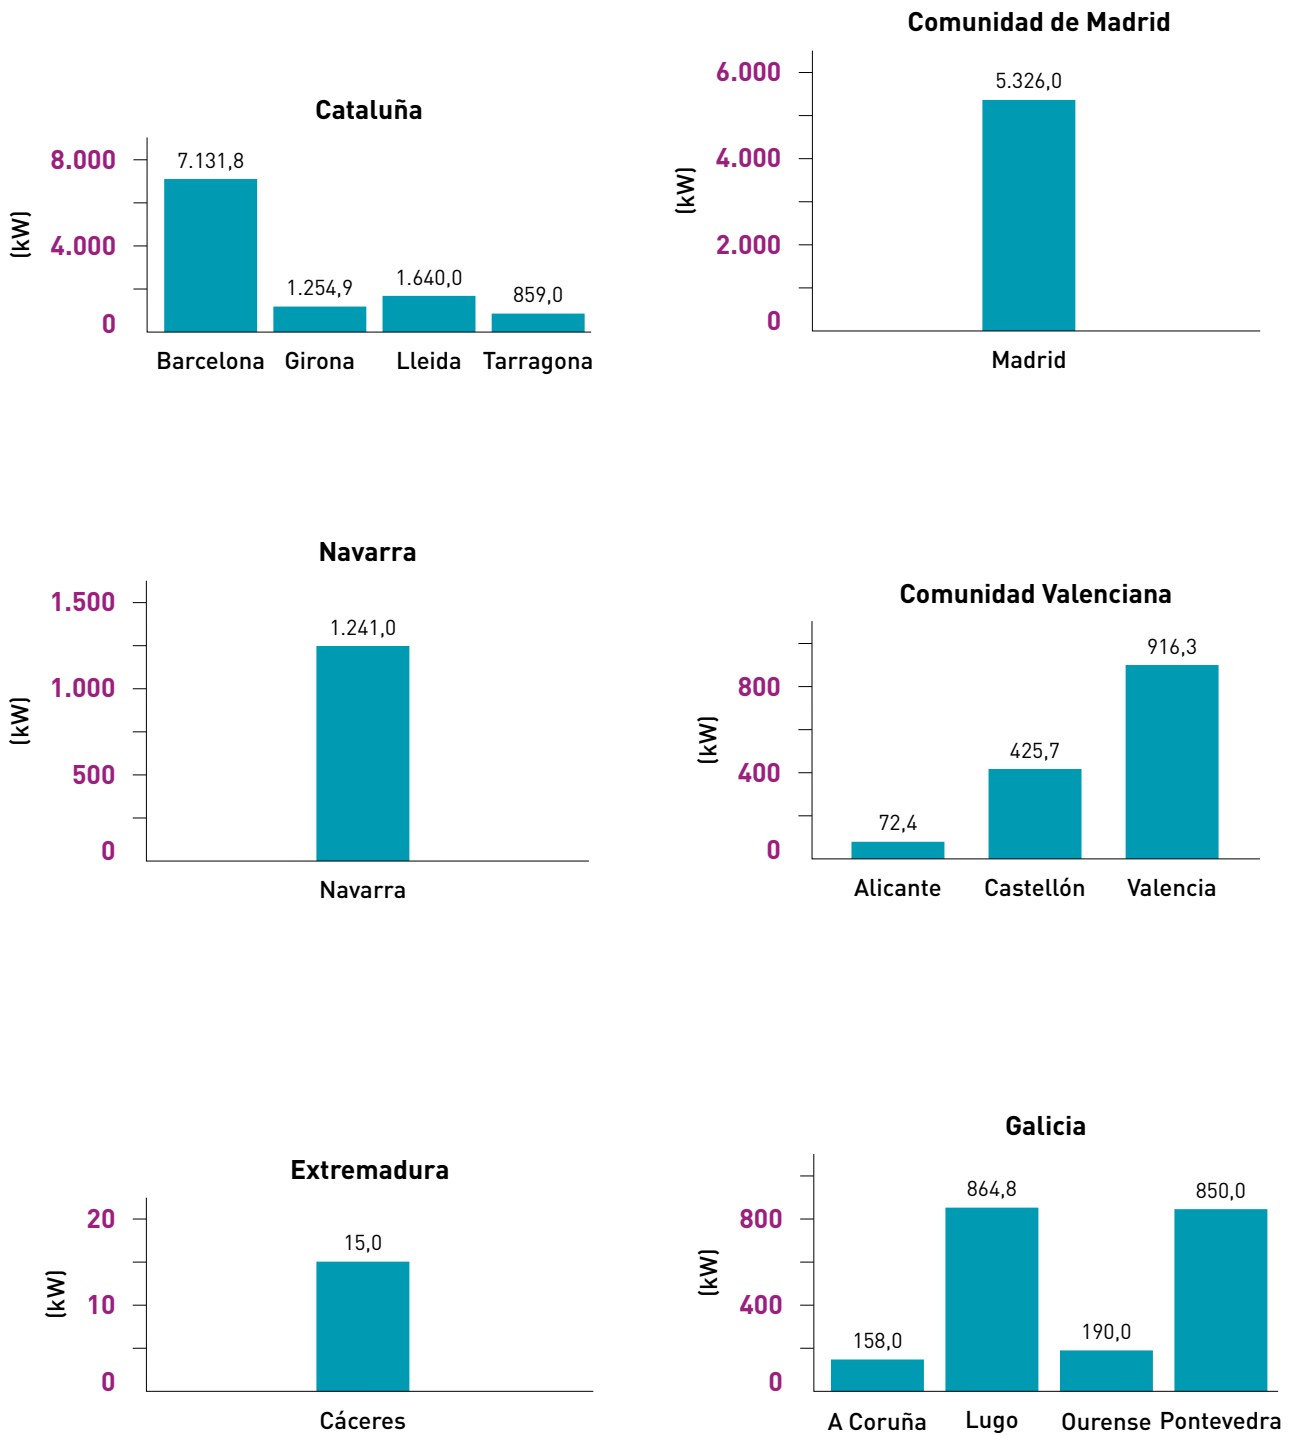 Cataluña
(kW)
8.000
4.000
0
7.131,8
1.254,9
1.640,0
859,0
Barcelona Girona Lleida Tarragona
Comunidad de Madrid
(kW)
6.000
4.000
2.000
0
5.326,0
Madrid
Navarra
(kW)
1.500
1.000
500
0
1.241,0
Navarra
Comunidad Valenciana
(kW)
800
400
0
72,4
425,7
916,3
Alicante Castellón Valencia
Extremadura
(kW)
20
10
0
15,0
Cáceres
Galicia
(kW)
800
400
0
158,0
864,8
190,0
850,0
A Coruña Lugo Ourense Pontevedra